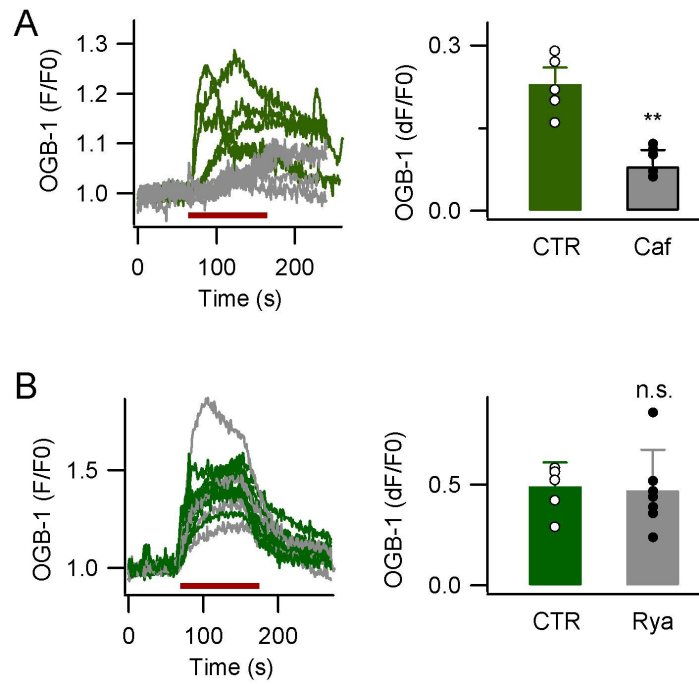 A
OGB-1 (F/F0)
1.3
1.2
1.1
1.0
0
100
200
Time (s)
OGB-1 (dF/F0)
0.3
0.0
**
CTR
Caf
B
OGB-1 (F/F0)
1.5
1.0
0
100
200
Time (s)
OGB-1 (dF/F0)
0.5
0.0
n.s.
CTR
Rya